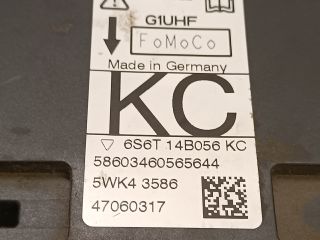 G1UHF
FoMoCo
Made in Germany
KC
6S6T 14B056 KC
58603460565644
5WK4 3586
47060317